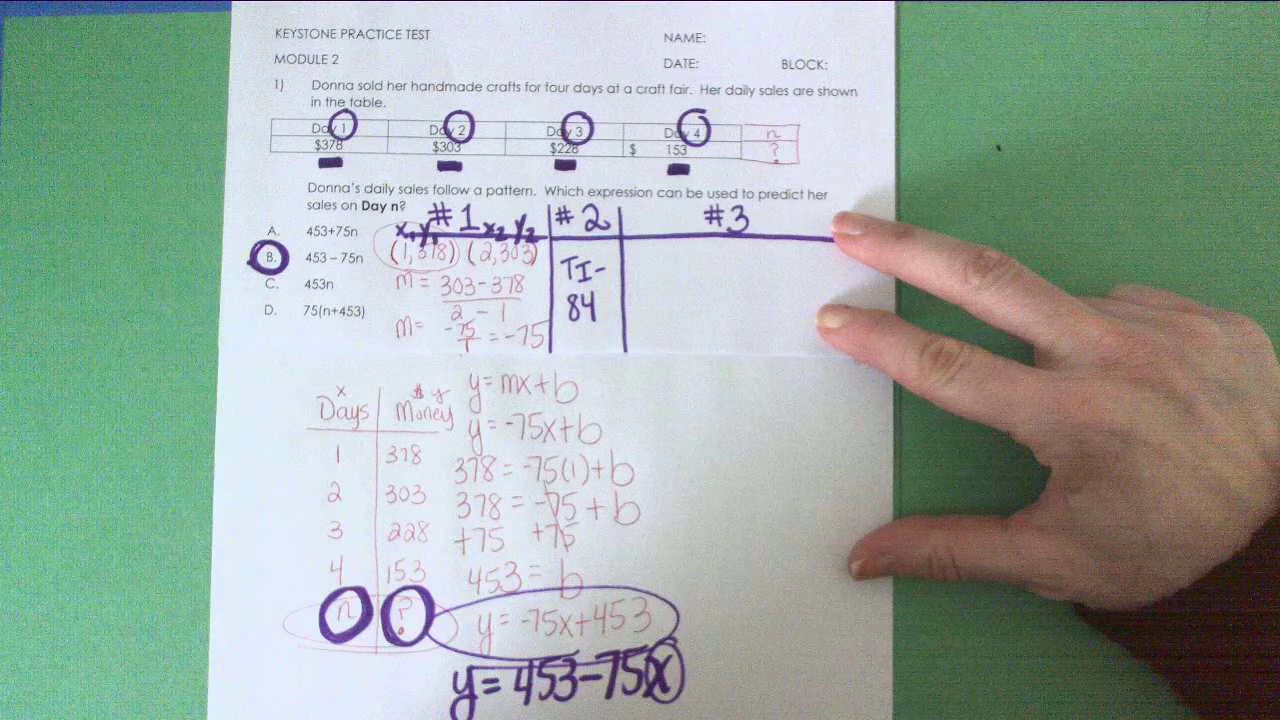 KEYSTONE PRACTICE TEST
NAME:
MODULE 2
DATE: BLOCK:
1) Donna sold her handmade crafts for four days at a craft fair. Her daily sales are shown
in the table.
Day 1 Day 2 Day 3 Day 4 n
$378 $303 $228 $ 153 ?
Donna's daily sales follow a pattern. Which expression can be used to predict her
sales on Day n?
#1 #2 #3
x₁ y₁ x₂ y₂
A. 453+75n
B. 453 – 75n
C. 453n
D. 75(n+453)
(1,378) (2,303)
m = 303-378
2 - 1
m= -75
1
= -75
TI-
84
x $ y
Days Money
1 378
2 303
3 228
4 153
n ?
y = mx+b
y = -75x+b
378 = -75(1)+b
378 = -75 + b
+75 +75
453 = b
y = -75x+453
y = 453-75x